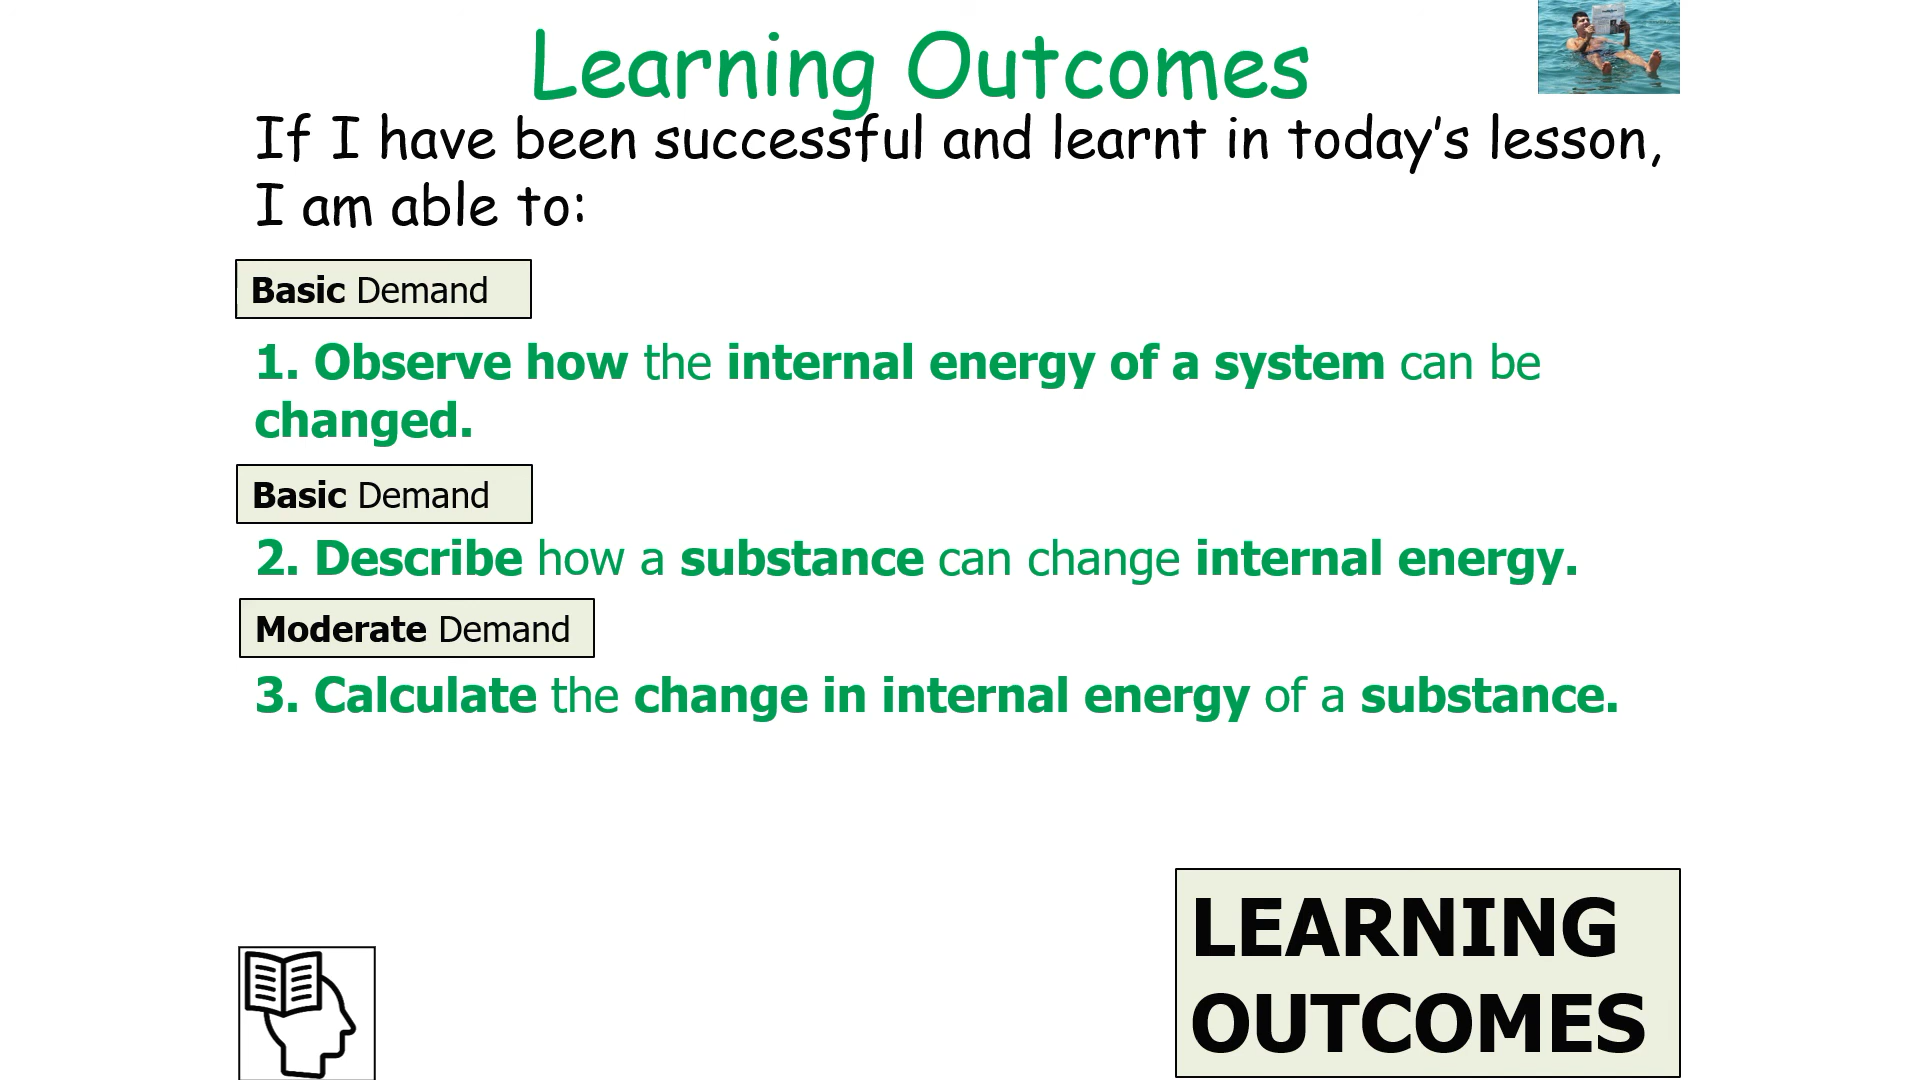 Learning Outcomes
If I have been successful and learnt in today’s lesson,
I am able to:
Basic Demand
1. Observe how the internal energy of a system can be
changed.
Basic Demand
2. Describe how a substance can change internal energy.
Moderate Demand
3. Calculate the change in internal energy of a substance.
LEARNING
OUTCOMES